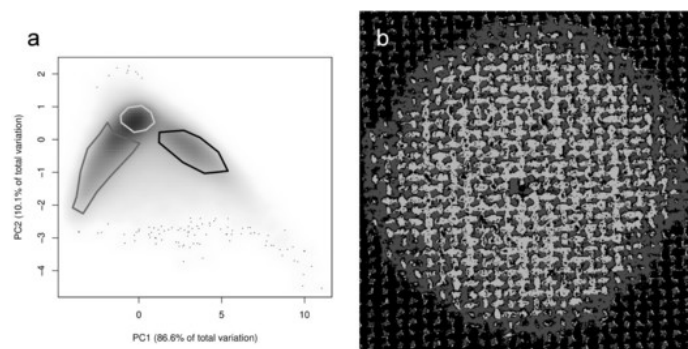 a
b
2
1
0
−1
−2
−3
−4
PC2 (10.1% of total variation)
0
5
10
PC1 (86.6% of total variation)